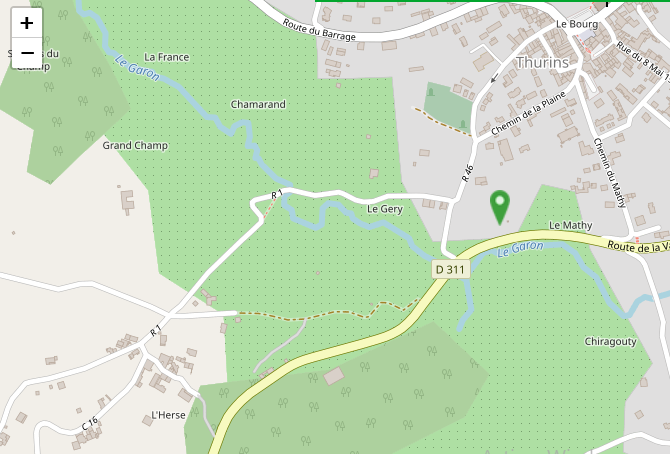 +
−
Le Bourg
Route du Barrage
Thurins
Rue du 8 Mai 1
du
Champ
La France
Le Garon
Chamarand
Chemin de la Plaine
Grand Champ
Chemin du Mathy
R 46
R 1
Le Gery
Le Mathy
Le Garon
Route de la Va
D 311
R 1
Chiragouty
L'Herse
C 16